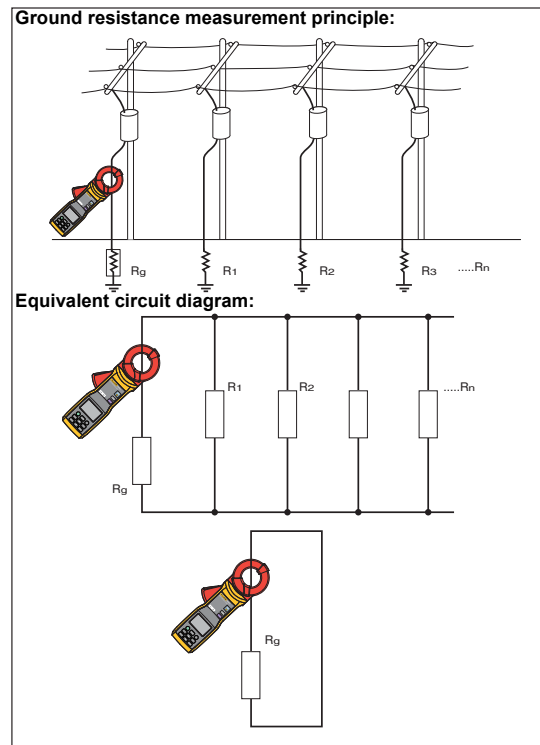 Ground resistance measurement principle:
Rg R1 R2 R3 .....Rn
Equivalent circuit diagram:
R1 R2 .....Rn
Rg
Rg